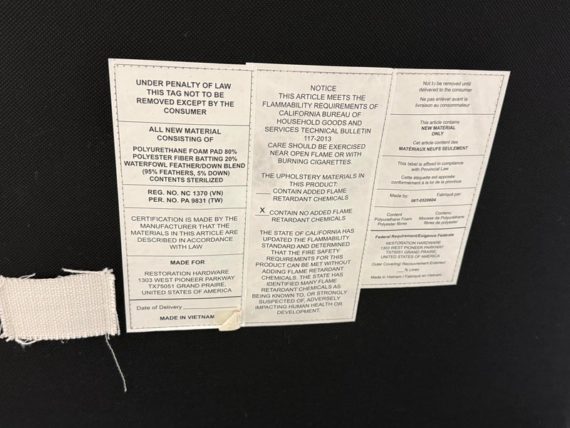 UNDER PENALTY OF LAW
THIS TAG NOT TO BE
REMOVED EXCEPT BY THE
CONSUMER
ALL NEW MATERIAL
CONSISTING OF
POLYURETHANE FOAM PAD 80%
POLYESTER FIBER BATTING 20%
WATERFOWL FEATHER/DOWN BLEND
(95% FEATHERS, 5% DOWN)
CONTENTS STERILIZED
REG. NO. NC 1370 (VN)
PER. NO. PA 9831 (TW)
CERTIFICATION IS MADE BY THE
MANUFACTURER THAT THE
MATERIALS IN THIS ARTICLE ARE
DESCRIBED IN ACCORDANCE
WITH LAW
MADE FOR
RESTORATION HARDWARE
1303 WEST PIONEER PARKWAY
TX75051 GRAND PRAIRE,
UNITED STATES OF AMERICA
Date of Delivery
MADE IN VIETNAM
NOTICE
THIS ARTICLE MEETS THE
FLAMMABILITY REQUIREMENTS OF
CALIFORNIA BUREAU OF
HOUSEHOLD GOODS AND
SERVICES TECHNICAL BULLETIN
117-2013
CARE SHOULD BE EXERCISED
NEAR OPEN FLAME OR WITH
BURNING CIGARETTES
THE UPHOLSTERY MATERIALS IN
THIS PRODUCT
CONTAIN ADDED FLAME
RETARDANT CHEMICALS
X CONTAIN NO ADDED FLAME
RETARDANT CHEMICALS
THE STATE OF CALIFORNIA HAS
UPDATED THE FLAMMABILITY
STANDARD AND DETERMINED
THAT THE FIRE SAFETY
REQUIREMENTS FOR THIS
PRODUCT CAN BE MET WITHOUT
ADDING FLAME RETARDANT
CHEMICALS. THE STATE HAS
IDENTIFIED MANY FLAME
RETARDANT CHEMICALS AS
BEING KNOWN TO, OR STRONGLY
SUSPECTED OF, ADVERSELY
IMPACTING HUMAN HEALTH OR
DEVELOPMENT.
Not to be removed until
delivered to the consumer
Ne pas enlever avant la
livraison au consommateur
This article contains
NEW MATERIAL
ONLY
Cet article contient des
MATÉRIAUX NEUFS SEULEMENT
This label is affixed in compliance
with Provincial Law
Cette étiquette est apposée
conformément à la loi de la province
Made by: Fabriqué par:
Content Contenu
Polyurethane Foam Mousse de Polyuréthane,
Polyester fibres fibres de polyester
Federal Requirement/Exigence Fédérale
RESTORATION HARDWARE
1303 WEST PIONEER PARKWAY
TX75051 GRAND PRAIRE,
UNITED STATES OF AMERICA
Made in Vietnam / Fabriqué en Vietnam